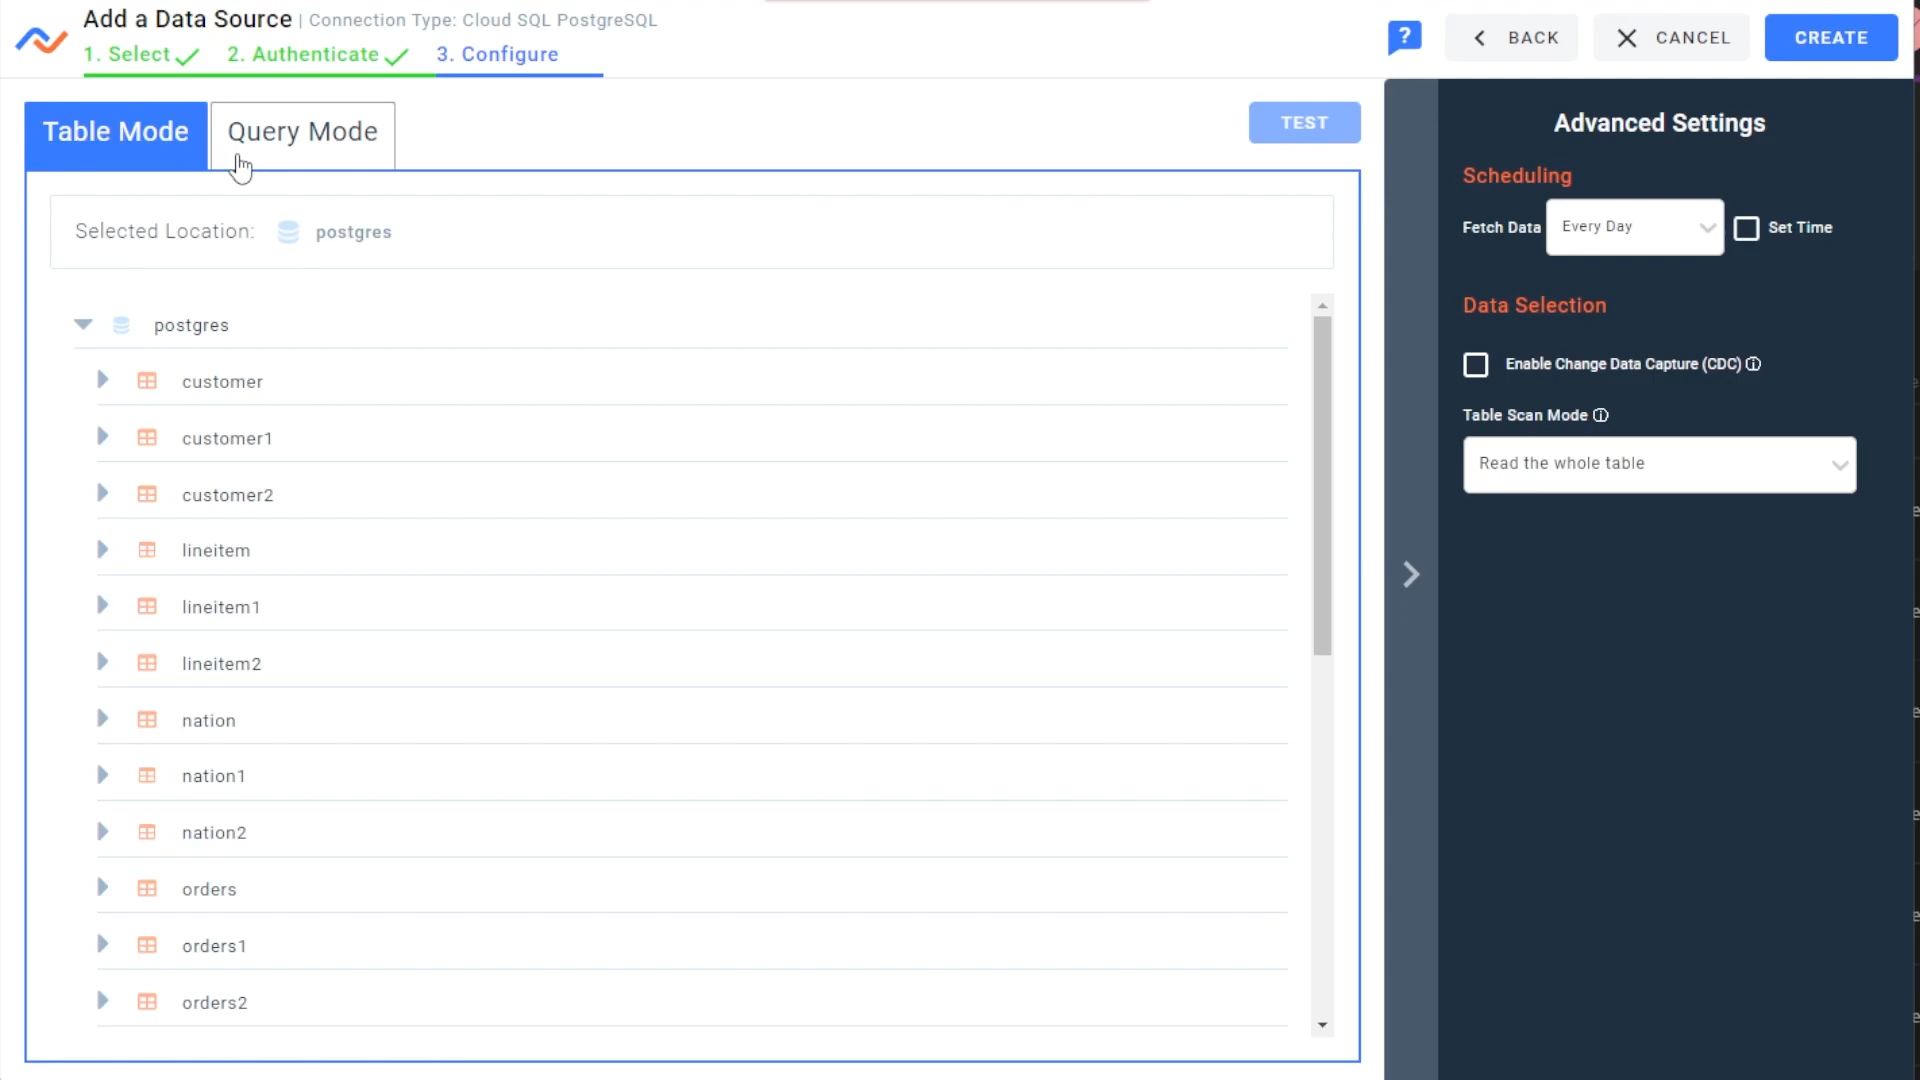 Add a Data Source | Connection Type: Cloud SQL PostgreSQL
1. Select 2. Authenticate 3. Configure
?
BACK
CANCEL
CREATE
Table Mode
Query Mode
TEST
Selected Location: postgres
postgres
customer
customer1
customer2
lineitem
lineitem1
lineitem2
nation
nation1
nation2
orders
orders1
orders2
Advanced Settings
Scheduling
Fetch Data Every Day Set Time
Data Selection
Enable Change Data Capture (CDC)
Table Scan Mode
Read the whole table